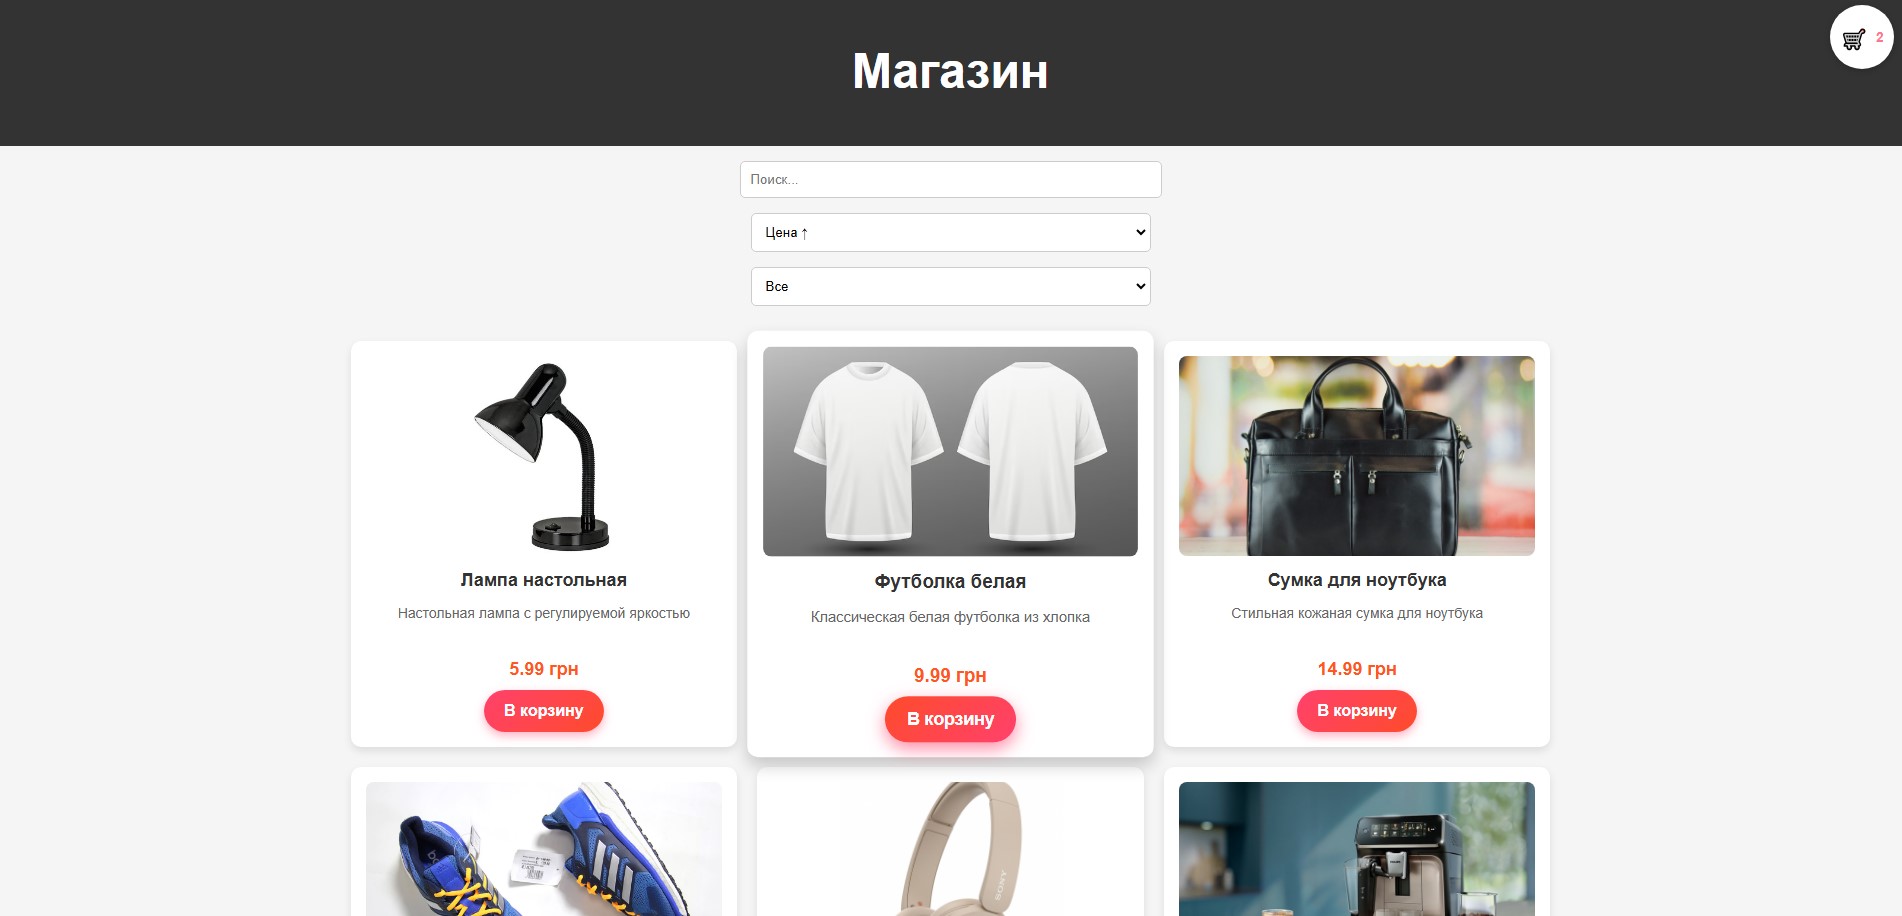 Магазин
2
Поиск...
Цена ↑
Все
Лампа настольная
Настольная лампа с регулируемой яркостью
5.99 грн
В корзину
Футболка белая
Классическая белая футболка из хлопка
9.99 грн
В корзину
Сумка для ноутбука
Стильная кожаная сумка для ноутбука
14.99 грн
В корзину
SONY